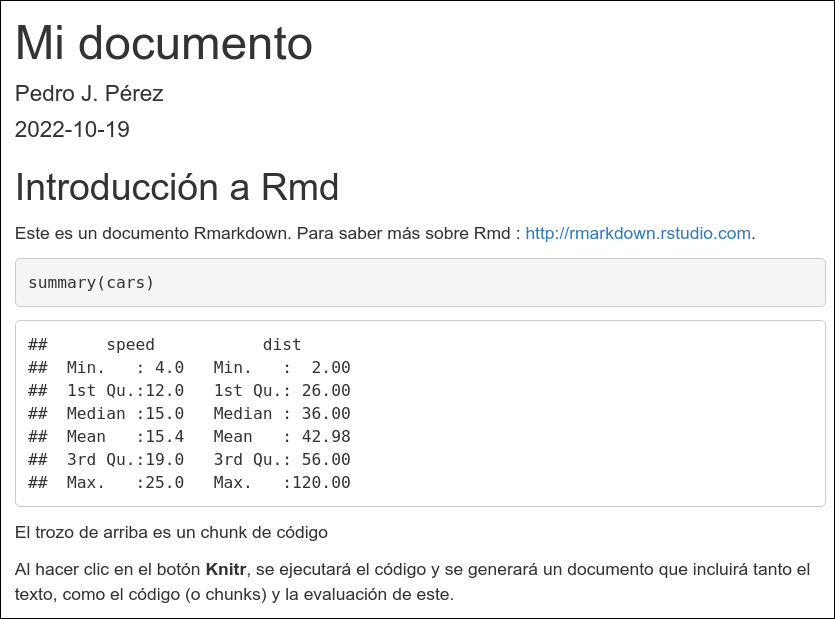 Mi documento
Pedro J. Pérez
2022-10-19
Introducción a Rmd
Este es un documento Rmarkdown. Para saber más sobre Rmd : http://rmarkdown.rstudio.com.
summary(cars)
##      speed           dist
##  Min.   : 4.0   Min.   :  2.00
##  1st Qu.:12.0   1st Qu.: 26.00
##  Median :15.0   Median : 36.00
##  Mean   :15.4   Mean   : 42.98
##  3rd Qu.:19.0   3rd Qu.: 56.00
##  Max.   :25.0   Max.   :120.00
El trozo de arriba es un chunk de código
Al hacer clic en el botón Knitr, se ejecutará el código y se generará un documento que incluirá tanto el
texto, como el código (o chunks) y la evaluación de este.